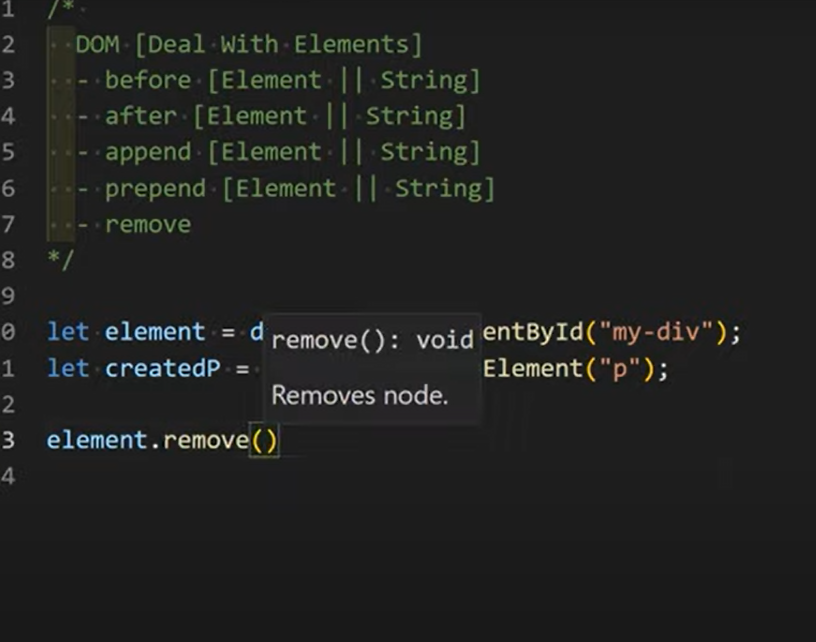 1 /*
2 DOM [Deal With Elements]
3 - before [Element || String]
4 - after [Element || String]
5 - append [Element || String]
6 - prepend [Element || String]
7 - remove
8 */
9
0 let element = d entById("my-div");
remove(): void
1 let createdP = Element("p");
2
Removes node.
3 element.remove()
4